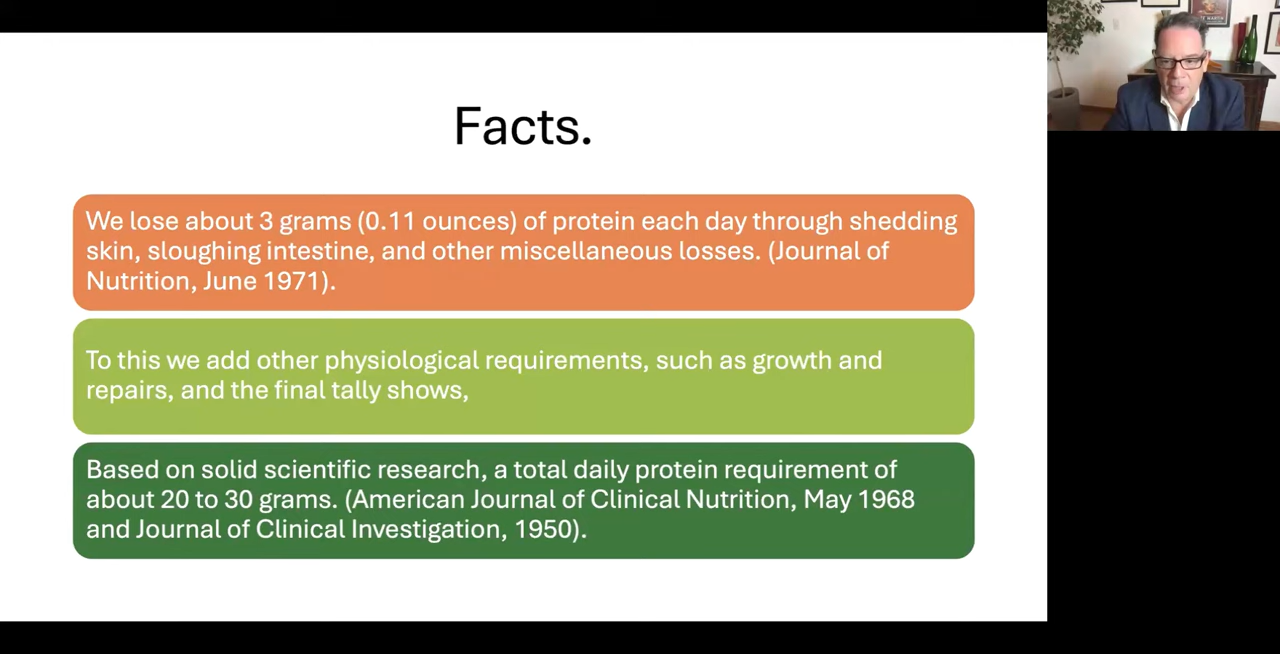 Facts.
We lose about 3 grams (0.11 ounces) of protein each day through shedding
skin, sloughing intestine, and other miscellaneous losses. (Journal of
Nutrition, June 1971).
To this we add other physiological requirements, such as growth and
repairs, and the final tally shows,
Based on solid scientific research, a total daily protein requirement of
about 20 to 30 grams. (American Journal of Clinical Nutrition, May 1968
and Journal of Clinical Investigation, 1950).